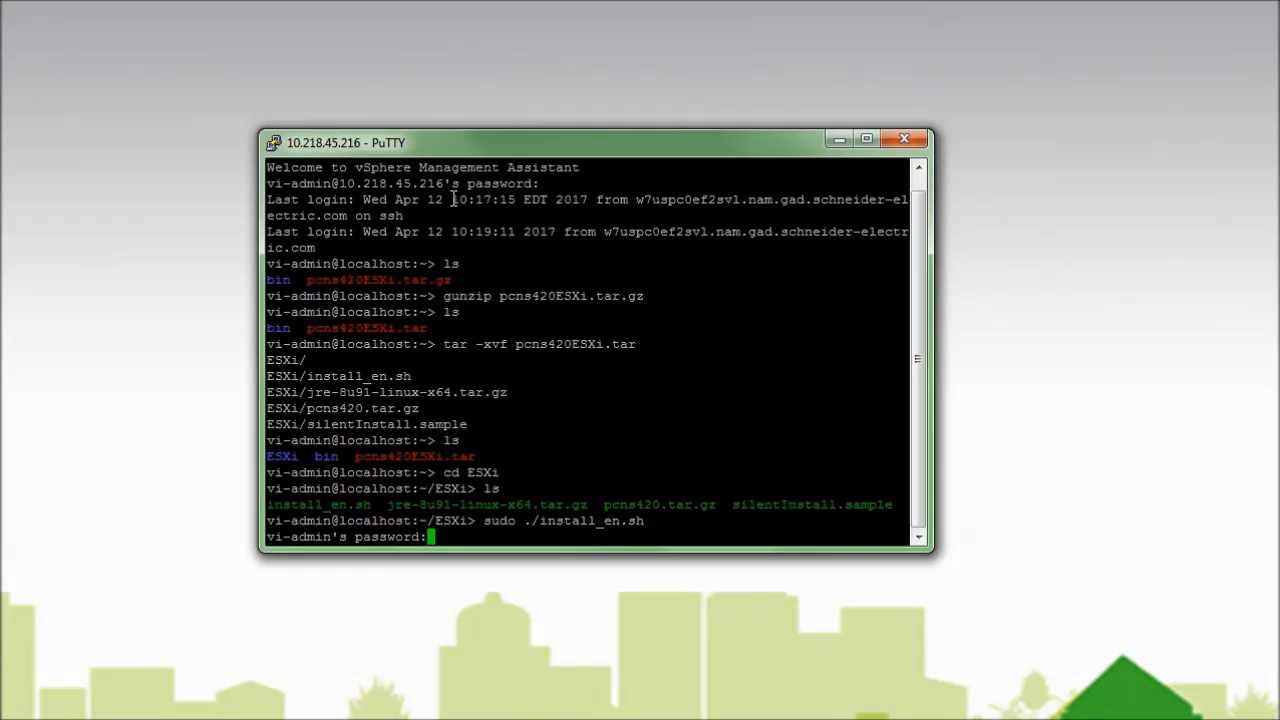 10.218.45.216 - PuTTY
Welcome to vSphere Management Assistant
vi-admin@10.218.45.216's password:
Last login: Wed Apr 12 10:17:15 EDT 2017 from w7uspc0ef2svl.nam.gad.schneider-el
ectric.com on ssh
Last login: Wed Apr 12 10:19:11 2017 from w7uspc0ef2svl.nam.gad.schneider-electr
ic.com
vi-admin@localhost:~> ls
bin  pcns420ESXi.tar.gz
vi-admin@localhost:~> gunzip pcns420ESXi.tar.gz
vi-admin@localhost:~> ls
bin  pcns420ESXi.tar
vi-admin@localhost:~> tar -xvf pcns420ESXi.tar
ESXi/
ESXi/install_en.sh
ESXi/jre-8u91-linux-x64.tar.gz
ESXi/pcns420.tar.gz
ESXi/silentInstall.sample
vi-admin@localhost:~> ls
ESXi  bin  pcns420ESXi.tar
vi-admin@localhost:~> cd ESXi
vi-admin@localhost:~/ESXi> ls
install_en.sh  jre-8u91-linux-x64.tar.gz  pcns420.tar.gz  silentInstall.sample
vi-admin@localhost:~/ESXi> sudo ./install_en.sh
vi-admin's password: